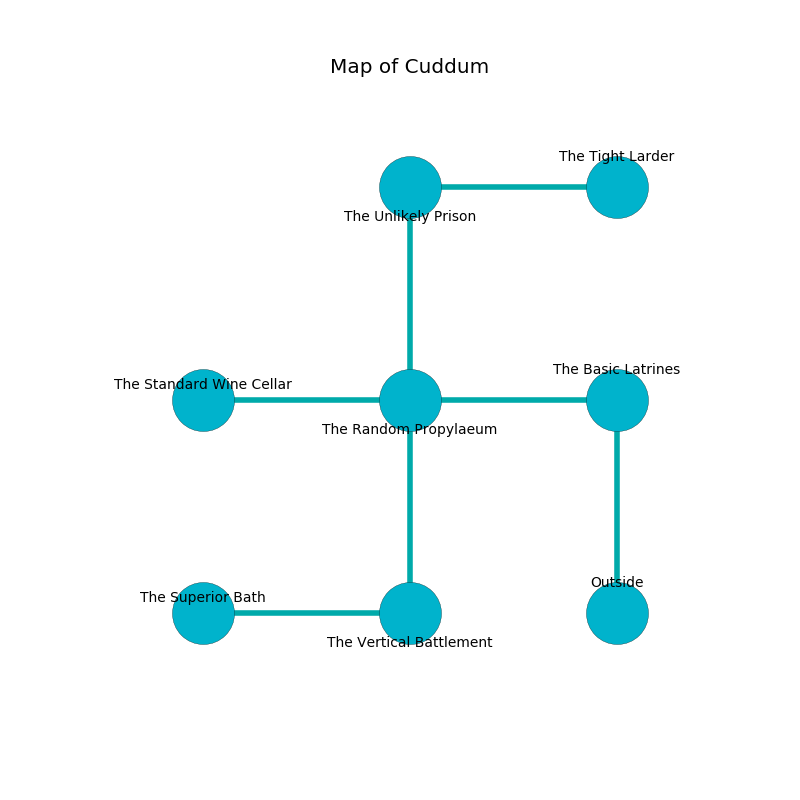 Map of Cuddum
The Tight Larder
The Unlikely Prison
The Basic Latrines
The Standard Wine Cellar
The Random Propylaeum
Outside
The Superior Bath
The Vertical Battlement